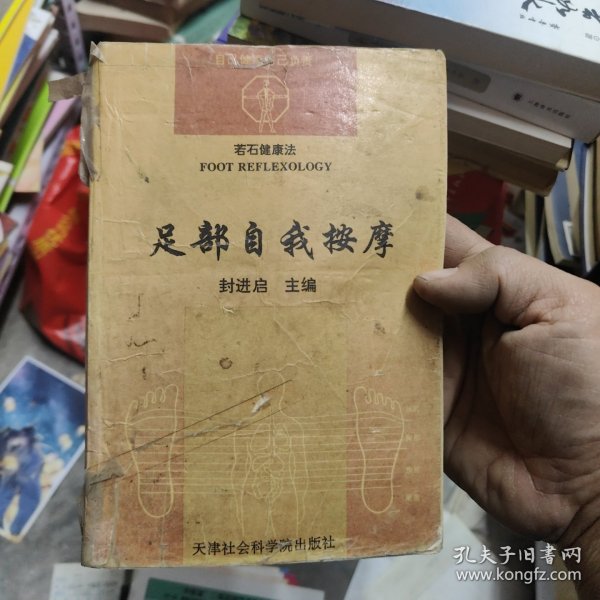 若石健康法
FOOT REFLEXOLOGY
足部自我按摩
封进启 主编
天津社会科学院出版社
孔夫子旧书网
www.kongfz.com